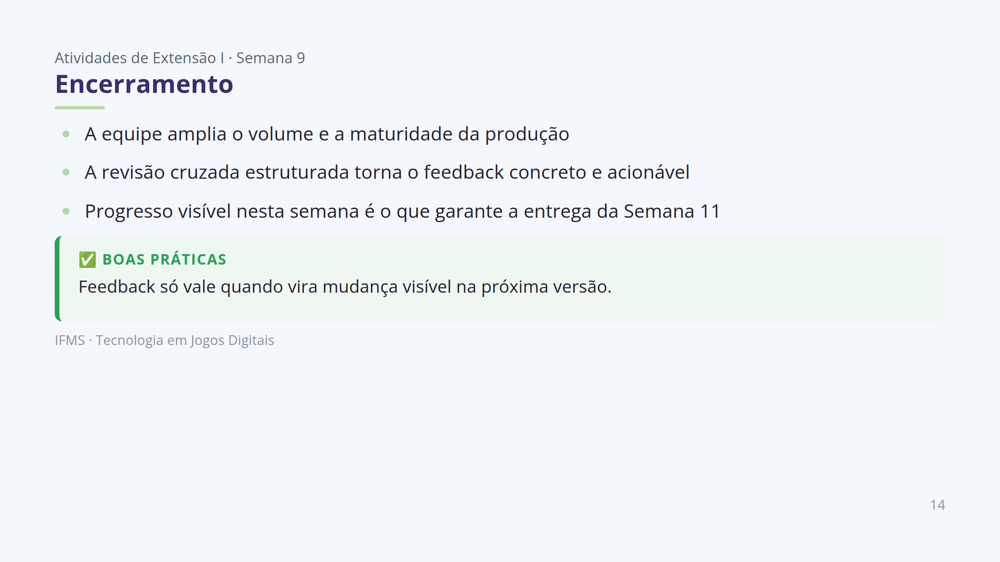 Atividades de Extensão I · Semana 9
Encerramento
A equipe amplia o volume e a maturidade da produção
A revisão cruzada estruturada torna o feedback concreto e acionável
Progresso visível nesta semana é o que garante a entrega da Semana 11
✅ BOAS PRÁTICAS
Feedback só vale quando vira mudança visível na próxima versão.
IFMS · Tecnologia em Jogos Digitais
14